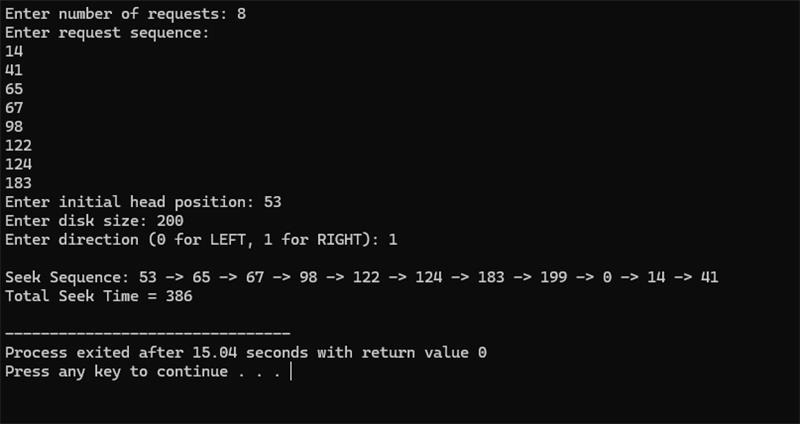 Enter number of requests: 8
Enter request sequence:
14
41
65
67
98
122
124
183
Enter initial head position: 53
Enter disk size: 200
Enter direction (0 for LEFT, 1 for RIGHT): 1
Seek Sequence: 53 -> 65 -> 67 -> 98 -> 122 -> 124 -> 183 -> 199 -> 0 -> 14 -> 41
Total Seek Time = 386
--------------------------------
Process exited after 15.04 seconds with return value 0
Press any key to continue . . .